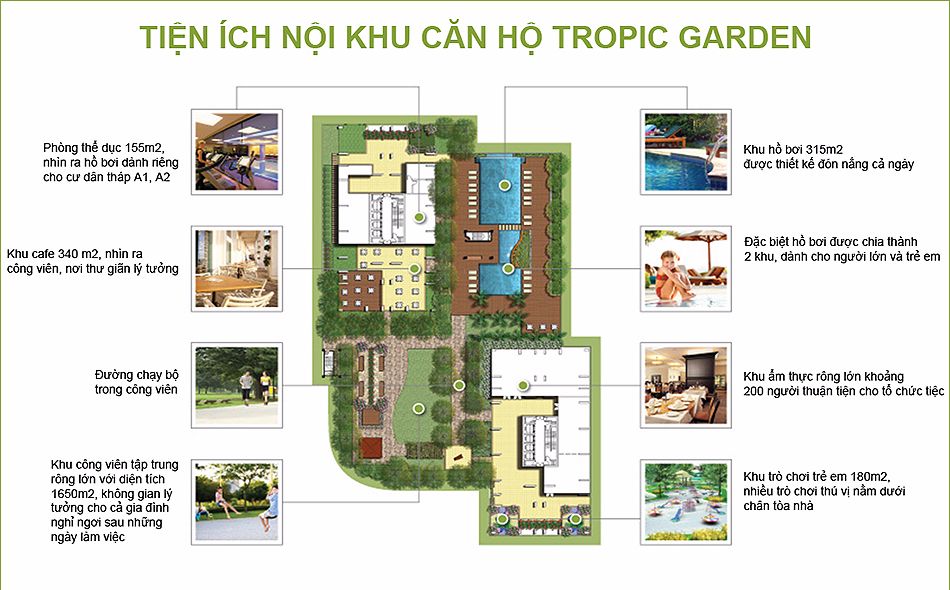 TIỆN ÍCH NỘI KHU CĂN HỘ TROPIC GARDEN
Phòng thể dục 155m2,
nhìn ra hồ bơi dành riêng
cho cư dân tháp A1, A2
Khu cafe 340 m2, nhìn ra
công viên, nơi thư giãn lý tưởng
Đường chạy bộ
trong công viên
Khu công viên tập trung
rông lớn với diện tích
1650m2, không gian lý
tưởng cho cả gia đình
nghỉ ngơi sau những
ngày làm việc
Khu hồ bơi 315m2
được thiết kế đón nắng cả ngày
Đặc biệt hồ bơi được chia thành
2 khu, dành cho người lớn và trẻ em
Khu ẩm thực rông lớn khoảng
200 người thuận tiện cho tổ chức tiệc
Khu trò chơi trẻ em 180m2,
nhiều trò chơi thú vị nằm dưới
chân tòa nhà